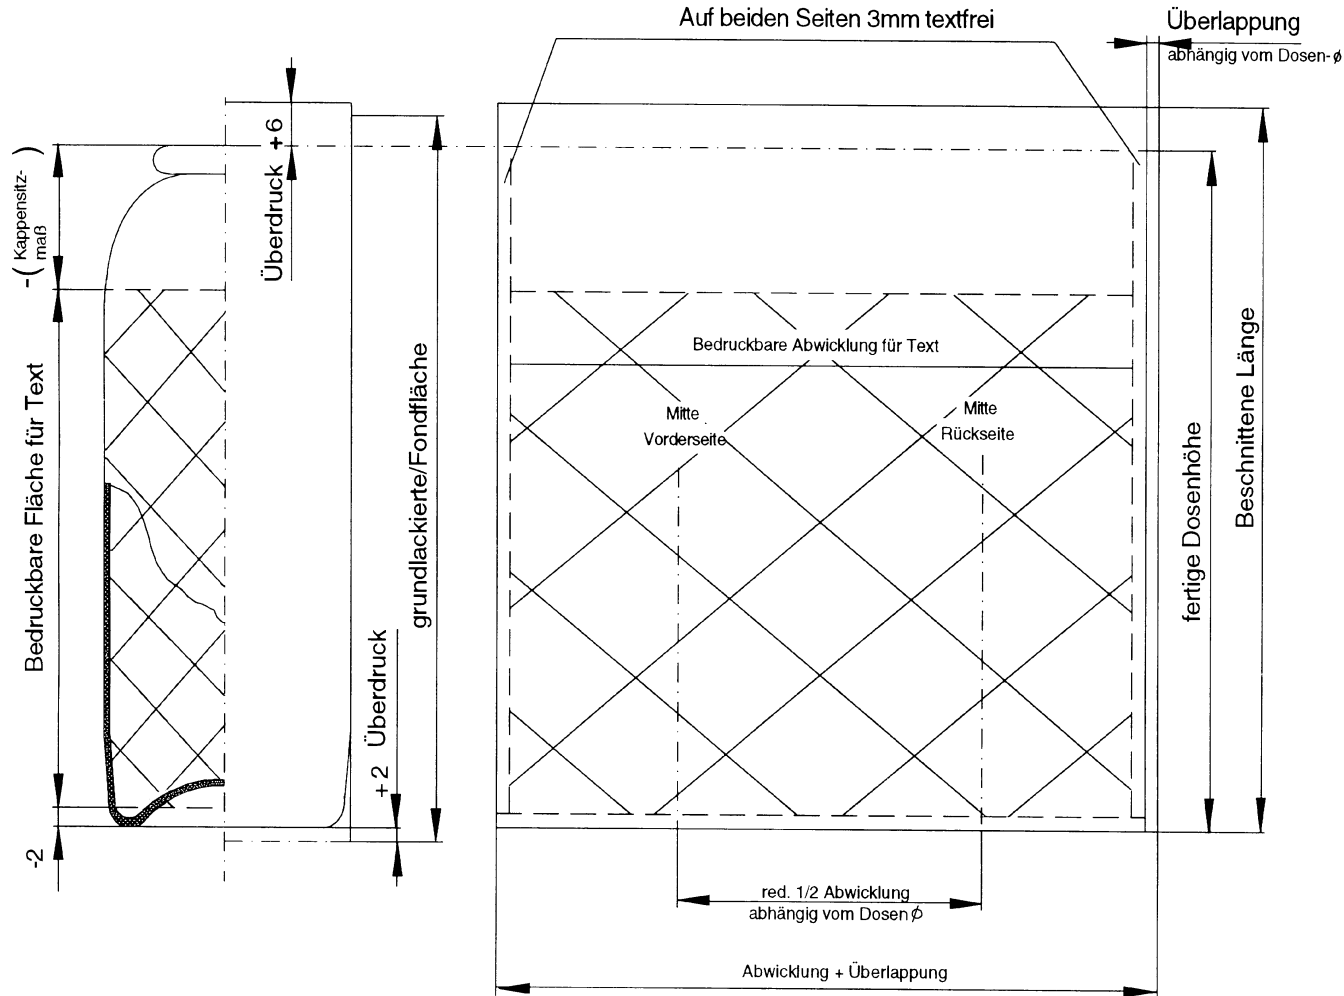 Auf beiden Seiten 3mm textfrei
Überlappung
abhängig vom Dosen-ϕ
Überdruck +6
-(Kappensitz-
maß)
Bedruckbare Fläche für Text
-2
+2 Überdruck
grundlackierte/Fondfläche
Bedruckbare Abwicklung für Text
Mitte
Vorderseite
Mitte
Rückseite
fertige Dosenhöhe
Beschnittene Länge
red. 1/2 Abwicklung
abhängig vom Dosen ϕ
Abwicklung + Überlappung